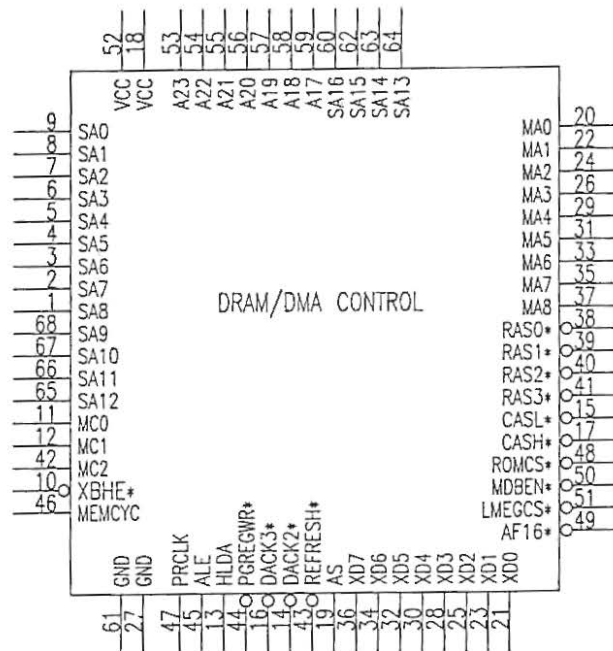 52 18 53 54 55 56 57 58 59 60 62 63 64
VCC VCC A23 A22 A21 A20 A19 A18 A17 SA16 SA15 SA14 SA13
9 SA0
8 SA1
7 SA2
6 SA3
5 SA4
4 SA5
3 SA6
2 SA7
1 SA8
68 SA9
67 SA10
66 SA11
65 SA12
11 MC0
12 MC1
42 MC2
10 XBHE*
46 MEMCYC
DRAM/DMA CONTROL
MA0 20
MA1 22
MA2 24
MA3 26
MA4 29
MA5 31
MA6 33
MA7 35
MA8 37
RAS0* 38
RAS1* 39
RAS2* 40
RAS3* 41
CASL* 15
CASH* 17
ROMCS* 48
MDBEN* 50
LMEGCS* 51
AF16* 49
GND GND PRCLK ALE HLDA PGREGWR* DACK3* DACK2* REFRESH* AS XD7 XD6 XD5 XD4 XD3 XD2 XD1 XD0
61 27 47 45 13 44 16 14 43 19 36 34 32 30 28 25 23 21